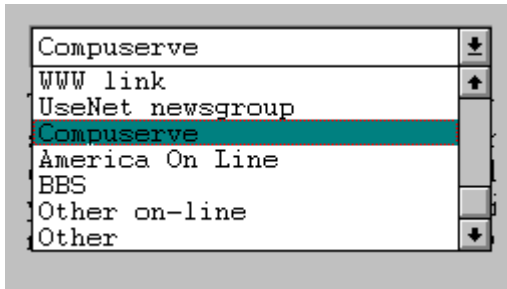 Compuserve
WWW link
UseNet newsgroup
Compuserve
America On Line
BBS
Other on-line
Other